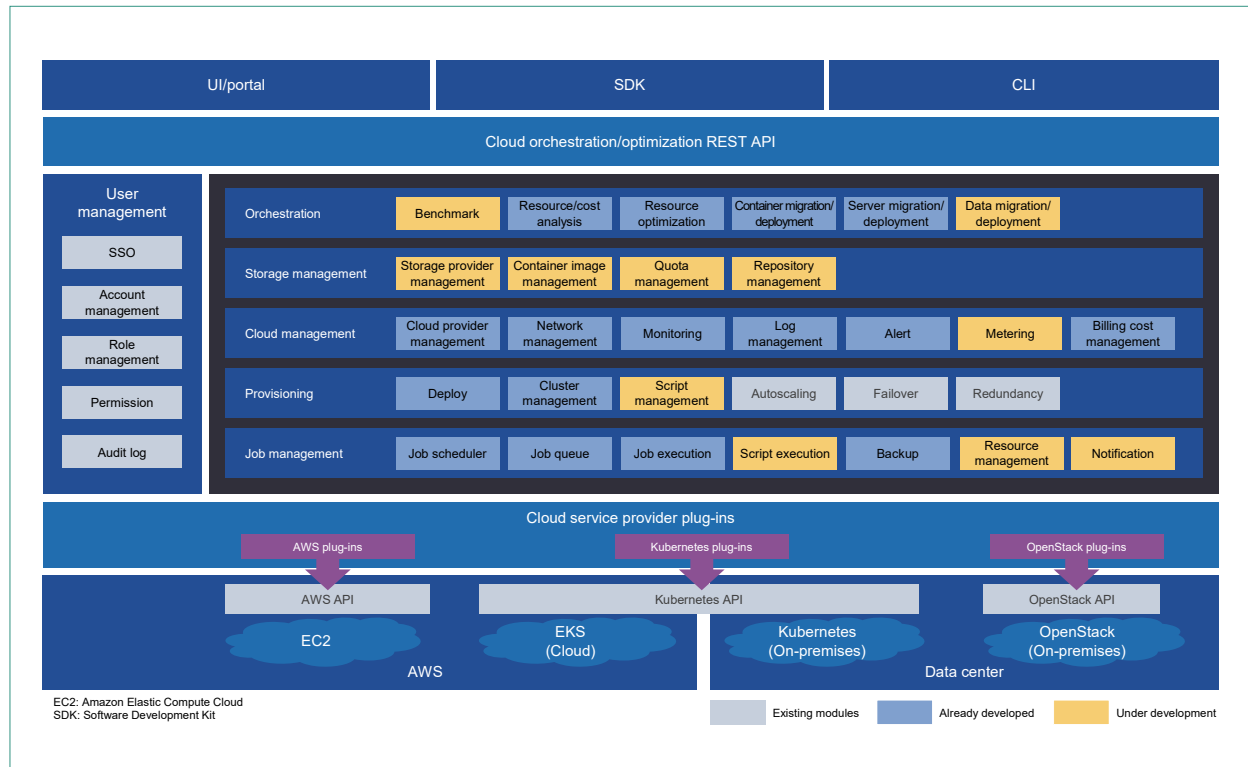 UI/portal
SDK
CLI
Cloud orchestration/optimization REST API
User
management
SSO
Account
management
Role
management
Permission
Audit log
Orchestration
Benchmark
Resource/cost
analysis
Resource
optimization
Container migration/
deployment
Server migration/
deployment
Data migration/
deployment
Storage management
Storage provider
management
Container image
management
Quota
management
Repository
management
Cloud management
Cloud provider
management
Network
management
Monitoring
Log
management
Alert
Metering
Billing cost
management
Provisioning
Deploy
Cluster
management
Script
management
Autoscaling
Failover
Redundancy
Job management
Job scheduler
Job queue
Job execution
Script execution
Backup
Resource
management
Notification
Cloud service provider plug-ins
AWS plug-ins
Kubernetes plug-ins
OpenStack plug-ins
AWS API
Kubernetes API
OpenStack API
EC2
EKS
(Cloud)
Kubernetes
(On-premises)
OpenStack
(On-premises)
AWS
Data center
EC2: Amazon Elastic Compute Cloud
SDK: Software Development Kit
Existing modules
Already developed
Under development